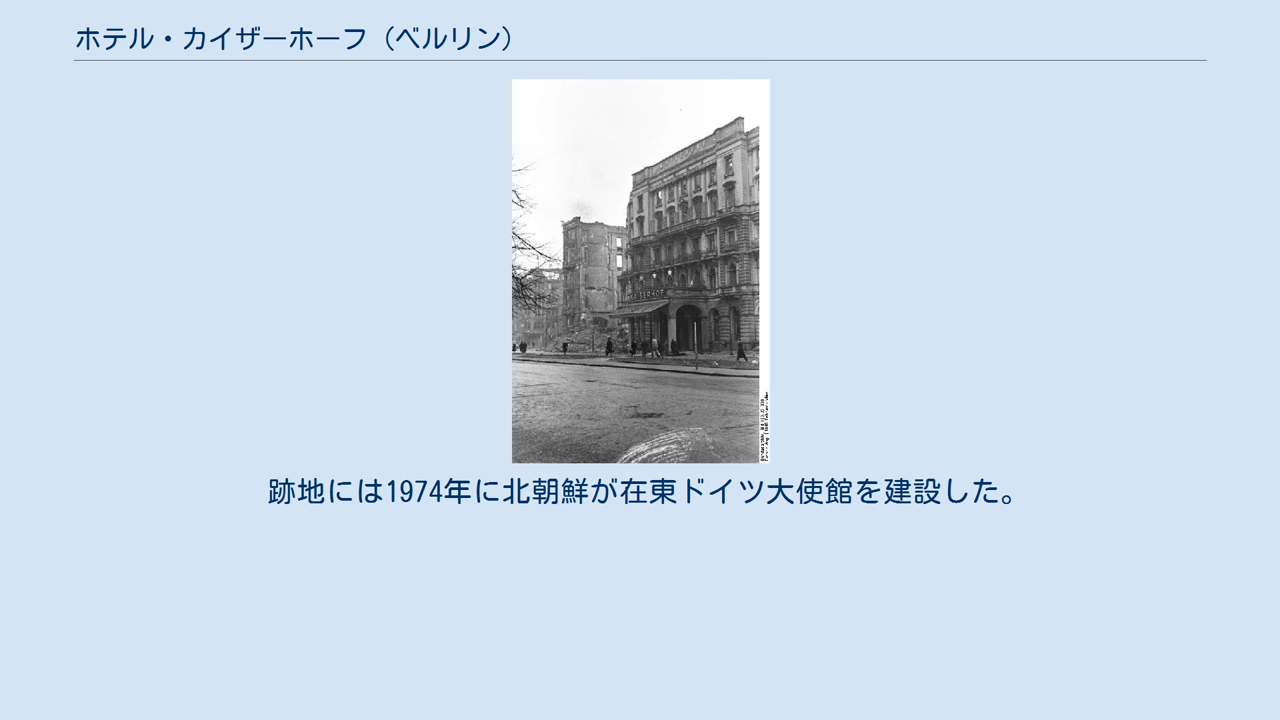 ホテル・カイザーホーフ（ベルリン）
跡地には1974年に北朝鮮が在東ドイツ大使館を建設した。